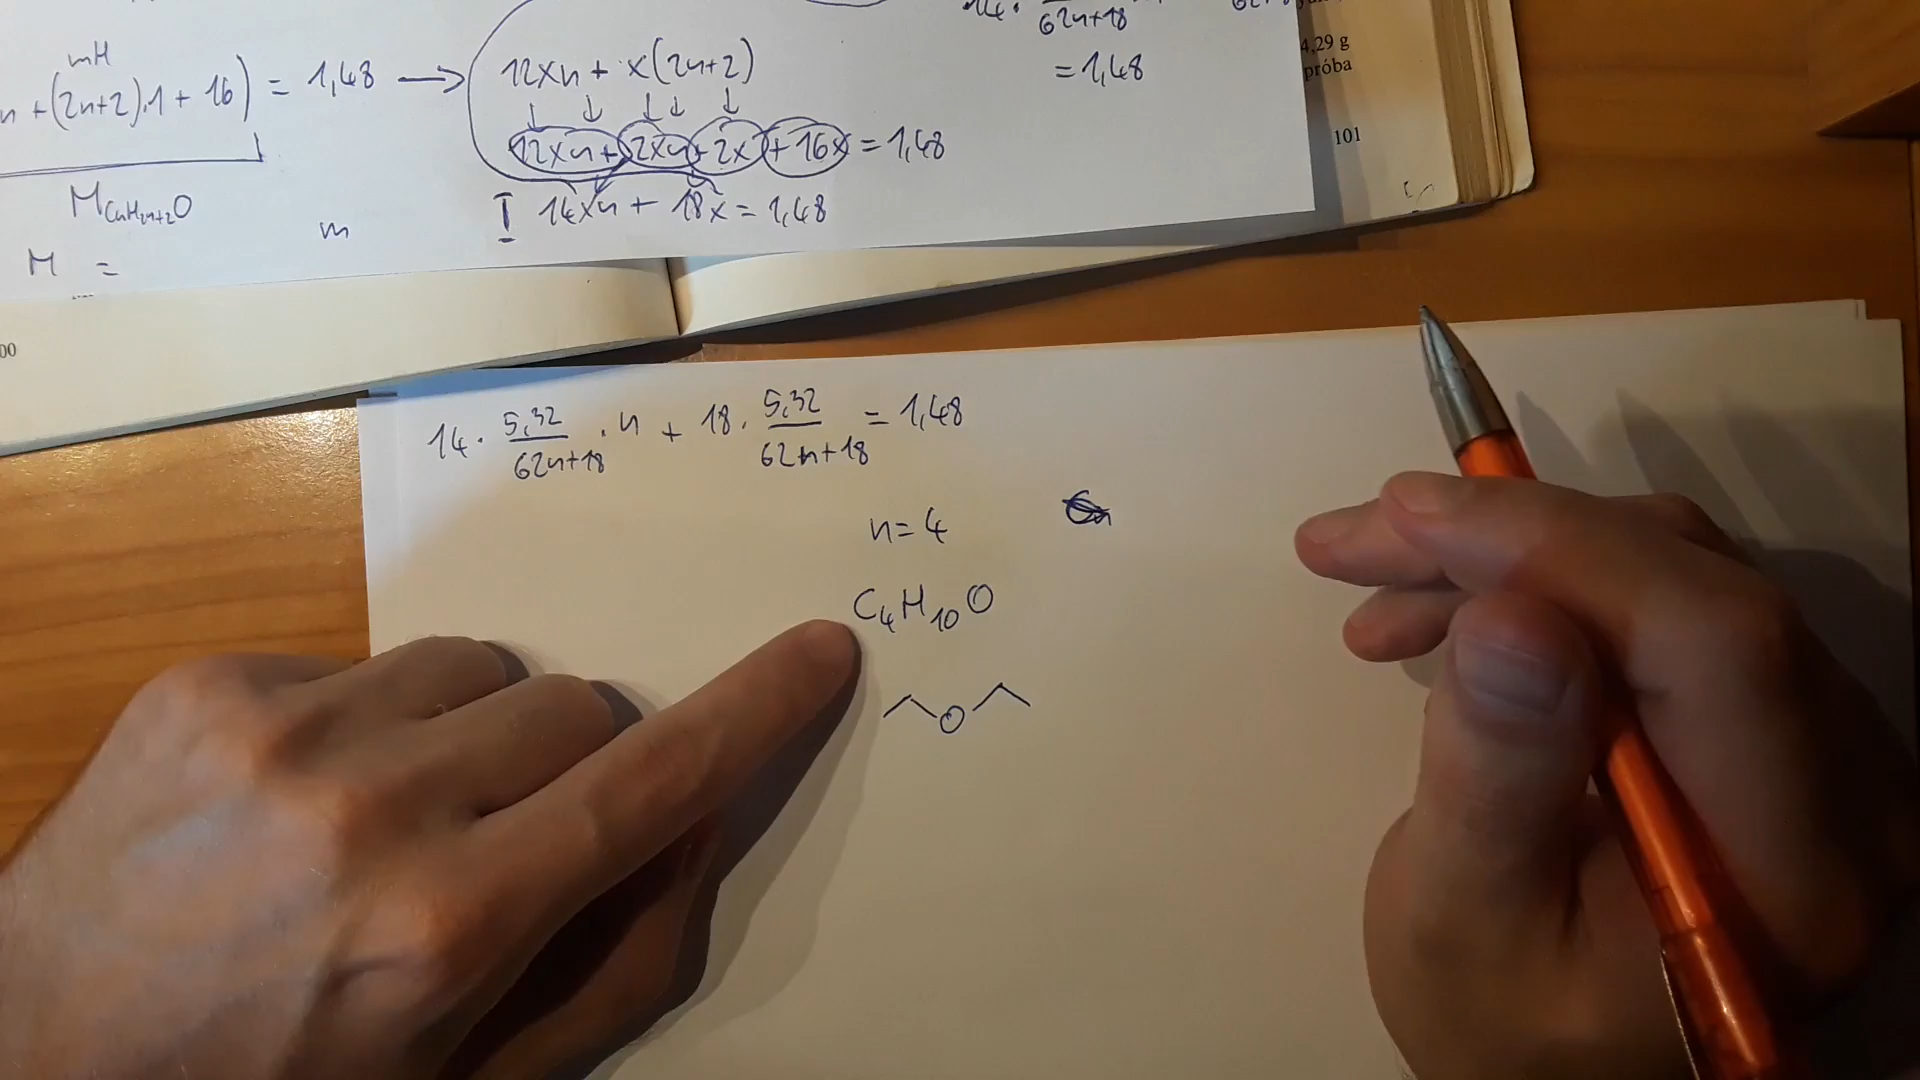 mH
n + (2n+2).1 + 16) = 1,48
M CnH2n+2O
m
M =
12xn + x(2n+2)
12xn + 2xn + 2x + 16x = 1,48
I 14xn + 18x = 1,48
14.
62n+18
= 1,48
4,29 g
próba
101
00
14 · 5,32/62n+18 · n + 18 · 5,32/62n+18 = 1,48
n = 4
C4H10O
O